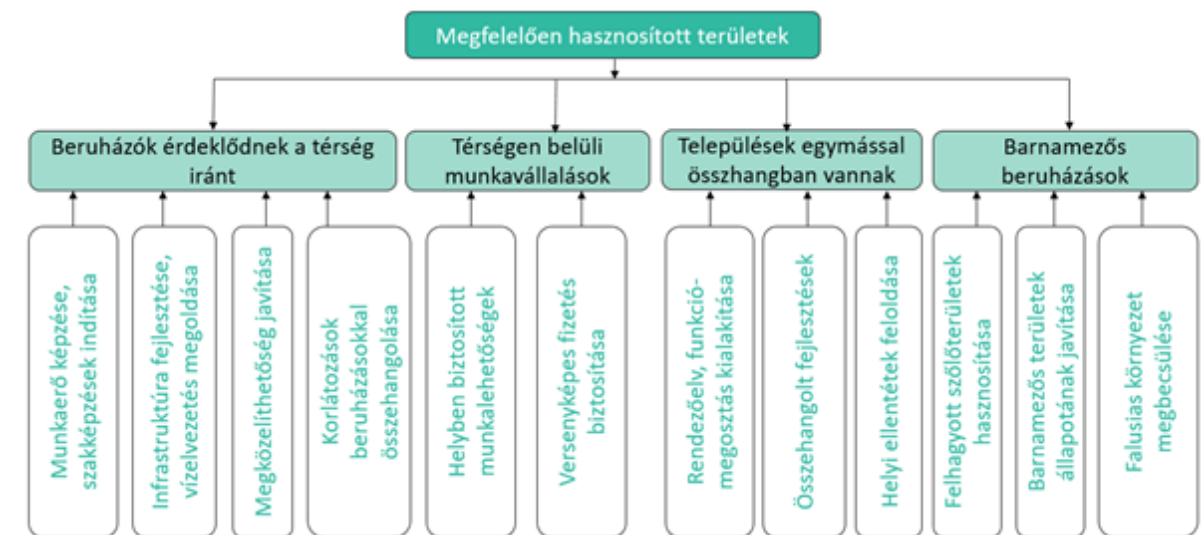 Megfelelően hasznosított területek
Beruházók érdeklődnek a térség
iránt
Térségen belüli
munkavállalások
Települések egymással
összhangban vannak
Barnamezős
beruházások
Munkaerő képzése,
szakképzések indítása
Infrastruktúra fejlesztése,
vízelvezetés megoldása
Megközelíthetőség javítása
Korlátozások
beruházásokkal
összehangolása
Helyben biztosított
munkalehetőségek
Versenyképes fizetés
biztosítása
Rendezőelv, funkció-
megosztás kialakítása
Összehangolt fejlesztések
Helyi ellentétek feloldása
Felhagyott szőlőterületek
hasznosítása
Barnamezős területek
állapotának javítása
Falusias környezet
megbecsülése